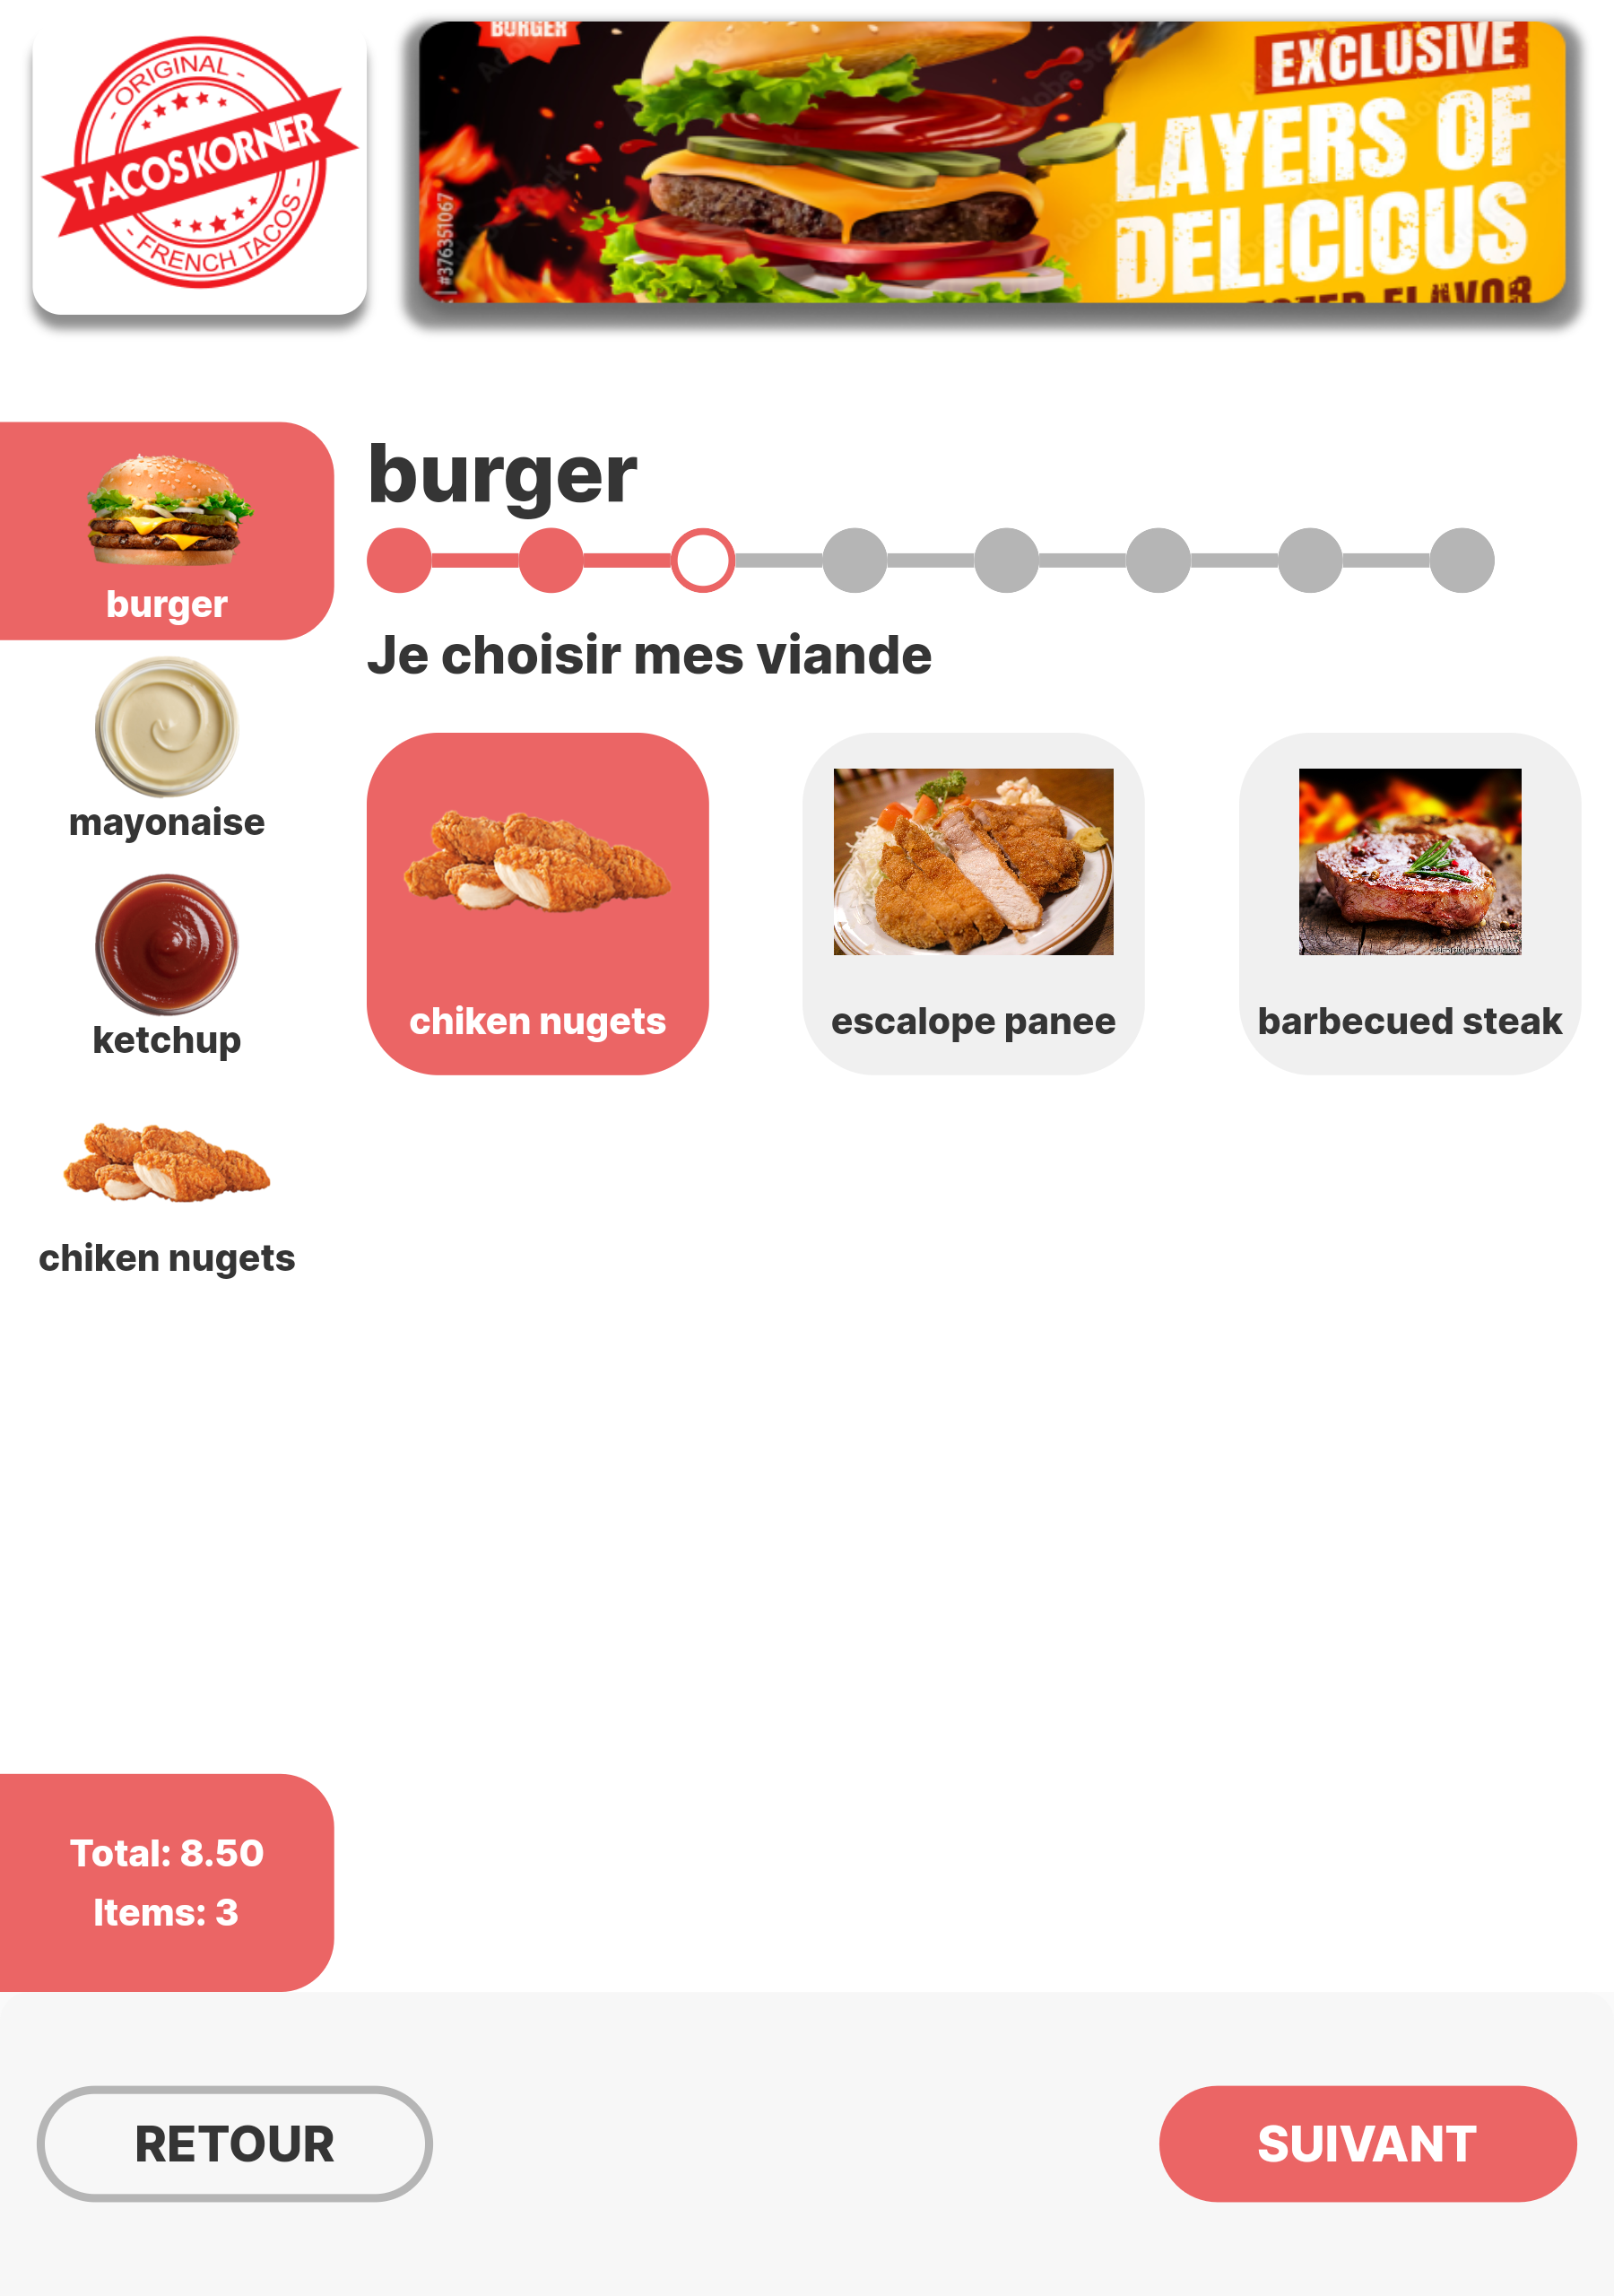 - ORIGINAL -
TACOS KORNER
- FRENCH TACOS -
BURGER
EXCLUSIVE
LAYERS OF
DELICIOUS
FLAVOR
#376351067
burger
burger
mayonaise
ketchup
chiken nugets
Je choisir mes viande
chiken nugets
escalope panee
barbecued steak
Total: 8.50
Items: 3
RETOUR
SUIVANT